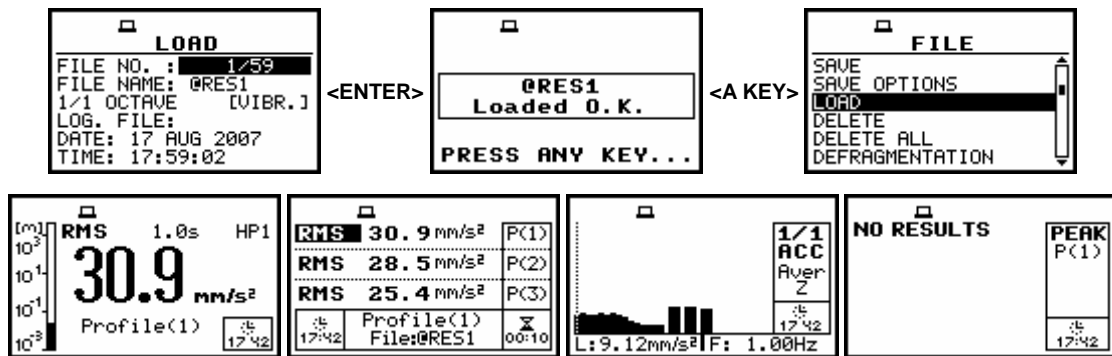 LOAD
FILE NO. : 1/59
FILE NAME: @RES1
1/1 OCTAVE [VIBR.]
LOG. FILE:
DATE: 17 AUG 2007
TIME: 17:59:02
<ENTER>
@RES1
Loaded O.K.
PRESS ANY KEY...
<A KEY>
FILE
SAVE
SAVE OPTIONS
LOAD
DELETE
DELETE ALL
DEFRAGMENTATION
[m] RMS 1.0s HP1
10³
10¹
10⁻¹
10⁻³
30.9 mm/s²
Profile(1)
17:42
RMS 30.9 mm/s² P(1)
RMS 28.5 mm/s² P(2)
RMS 25.4 mm/s² P(3)
17:42 Profile(1) 00:10
File:@RES1
1/1
ACC
Aver
Z
17:42
L:9.12mm/s² F: 1.00Hz
NO RESULTS
PEAK
P(1)
17:42